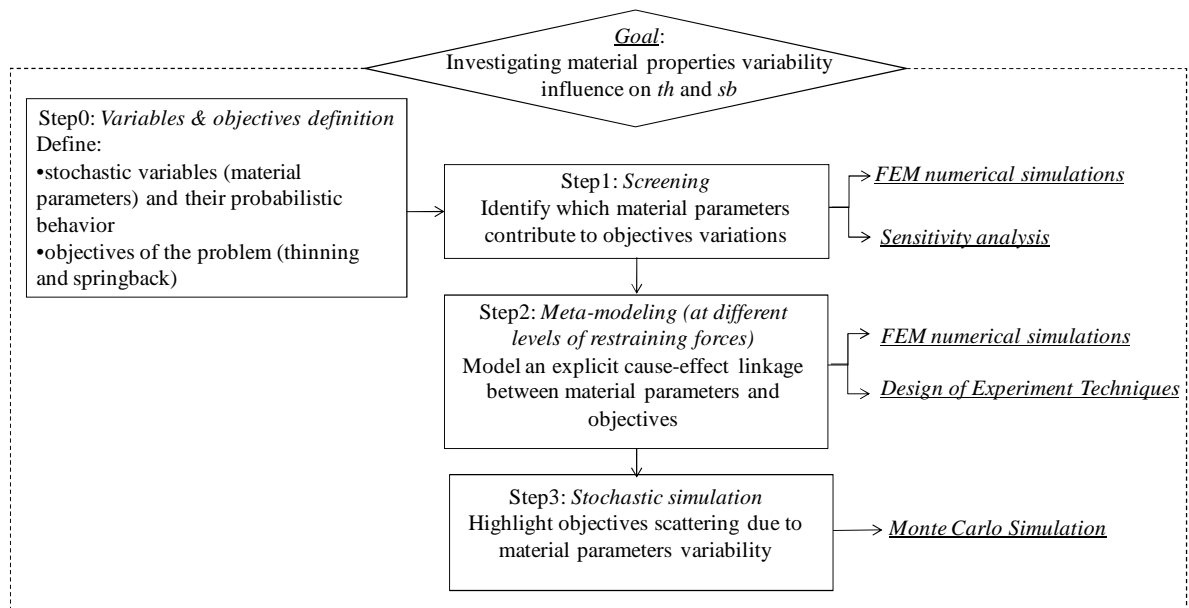 Goal:
Investigating material properties variability
influence on th and sb
Step0: Variables & objectives definition
Define:
•stochastic variables (material
parameters) and their probabilistic
behavior
•objectives of the problem (thinning
and springback)
Step1: Screening
Identify which material parameters
contribute to objectives variations
FEM numerical simulations
Sensitivity analysis
Step2: Meta-modeling (at different
levels of restraining forces)
Model an explicit cause-effect linkage
between material parameters and
objectives
FEM numerical simulations
Design of Experiment Techniques
Step3: Stochastic simulation
Highlight objectives scattering due to
material parameters variability
Monte Carlo Simulation